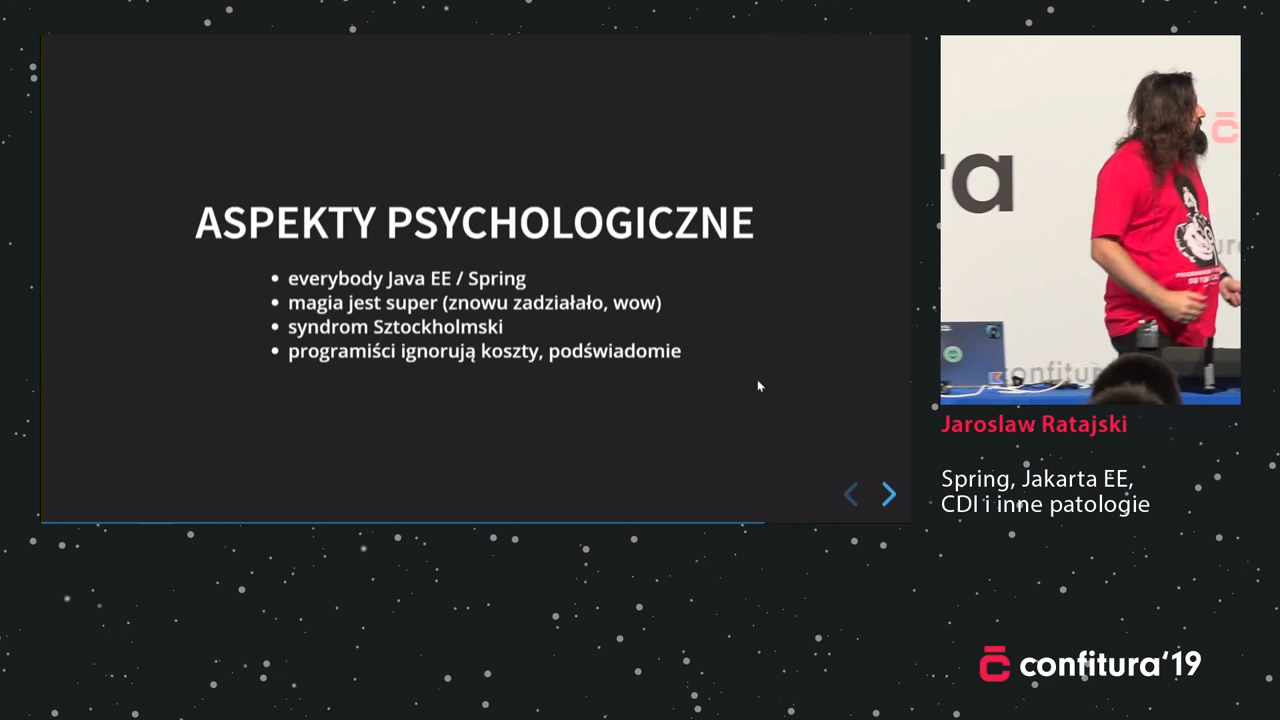 ASPEKTY PSYCHOLOGICZNE
everybody Java EE / Spring
magia jest super (znowu zadziałało, wow)
syndrom Sztockholmski
programiści ignorują koszty, podświadomie
Jaroslaw Ratajski
Spring, Jakarta EE,
CDI i inne patologie
confitura'19